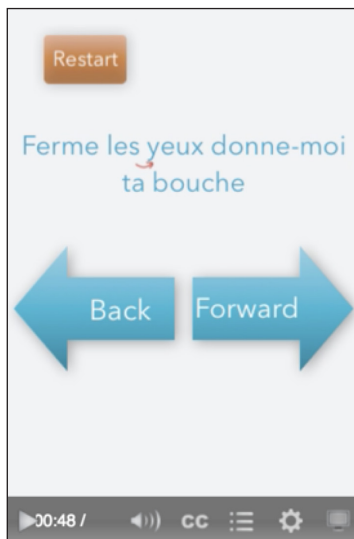 Restart
Ferme les yeux donne-moi
ta bouche
Back
Forward
00:48 /
CC